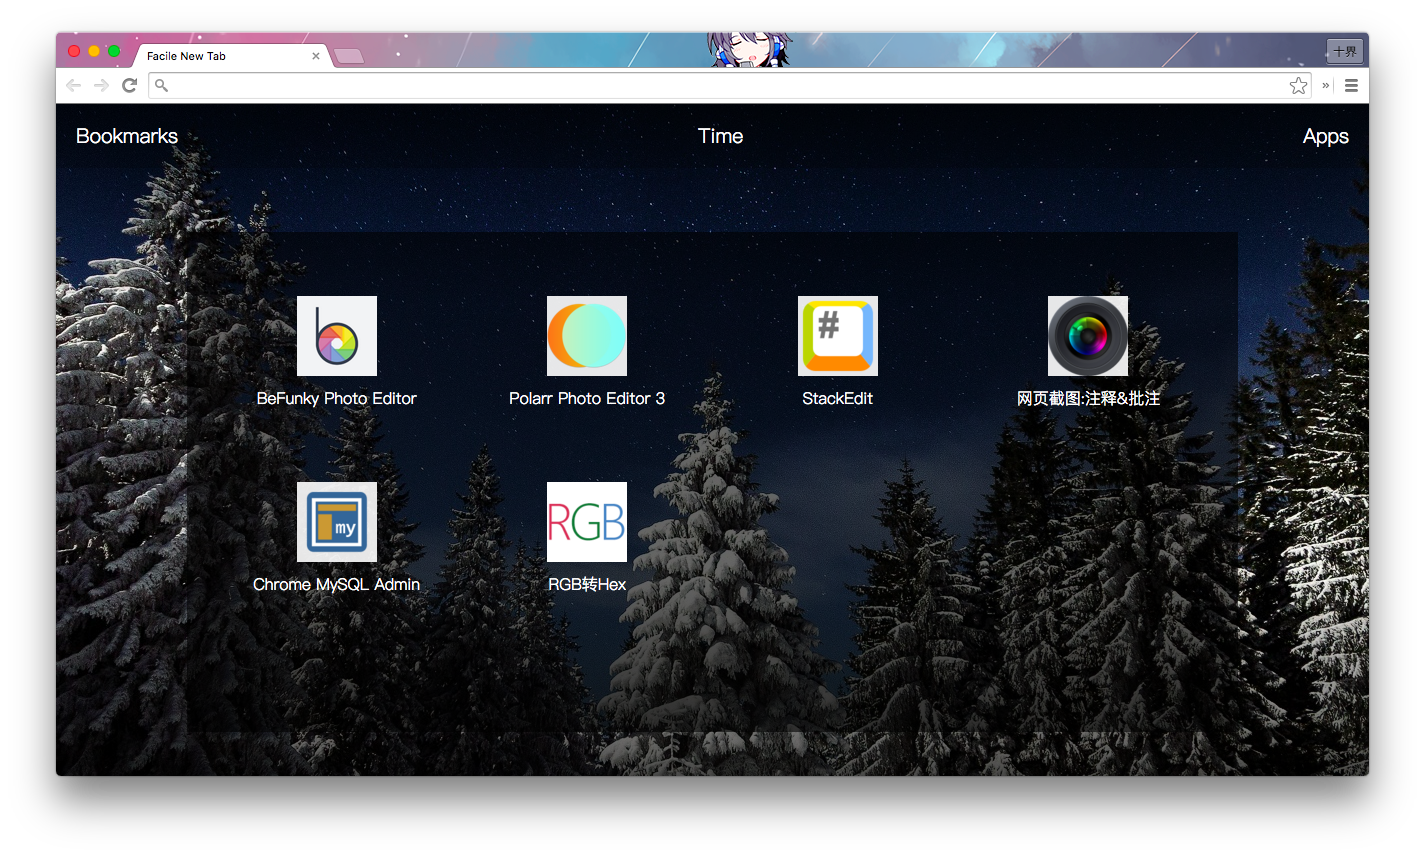 Facile New Tab
十界
Bookmarks
Time
Apps
BeFunky Photo Editor
Polarr Photo Editor 3
#
StackEdit
网页截图:注释&批注
my
Chrome MySQL Admin
RGB
RGB转Hex